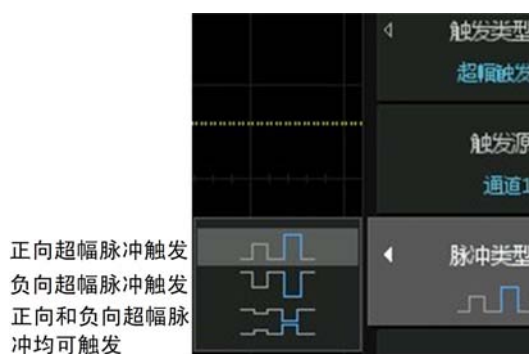 触发类型
超幅触发
触发源
通道1
正向超幅脉冲触发
负向超幅脉冲触发
正向和负向超幅脉
冲均可触发
脉冲类型